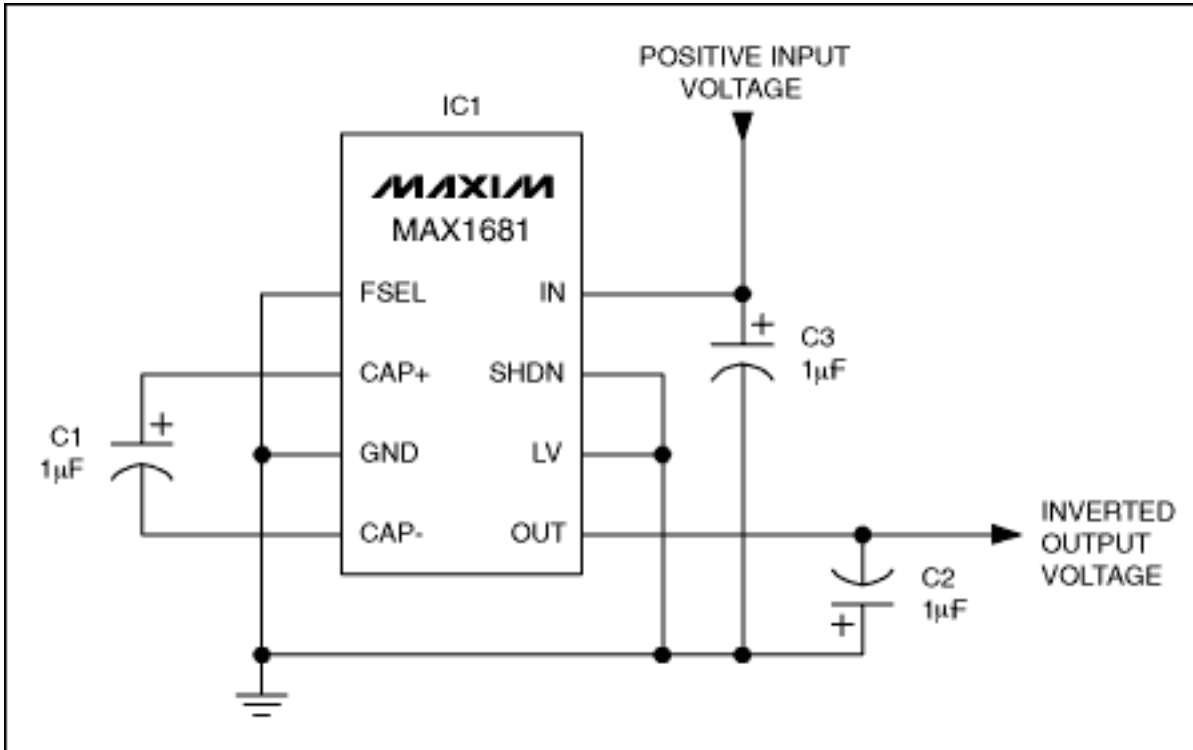 POSITIVE INPUT
VOLTAGE
IC1
MAXIM
MAX1681
FSEL
IN
CAP+
SHDN
GND
LV
CAP-
OUT
+
C1
1µF
+
C3
1µF
INVERTED
OUTPUT
VOLTAGE
C2
1µF
+